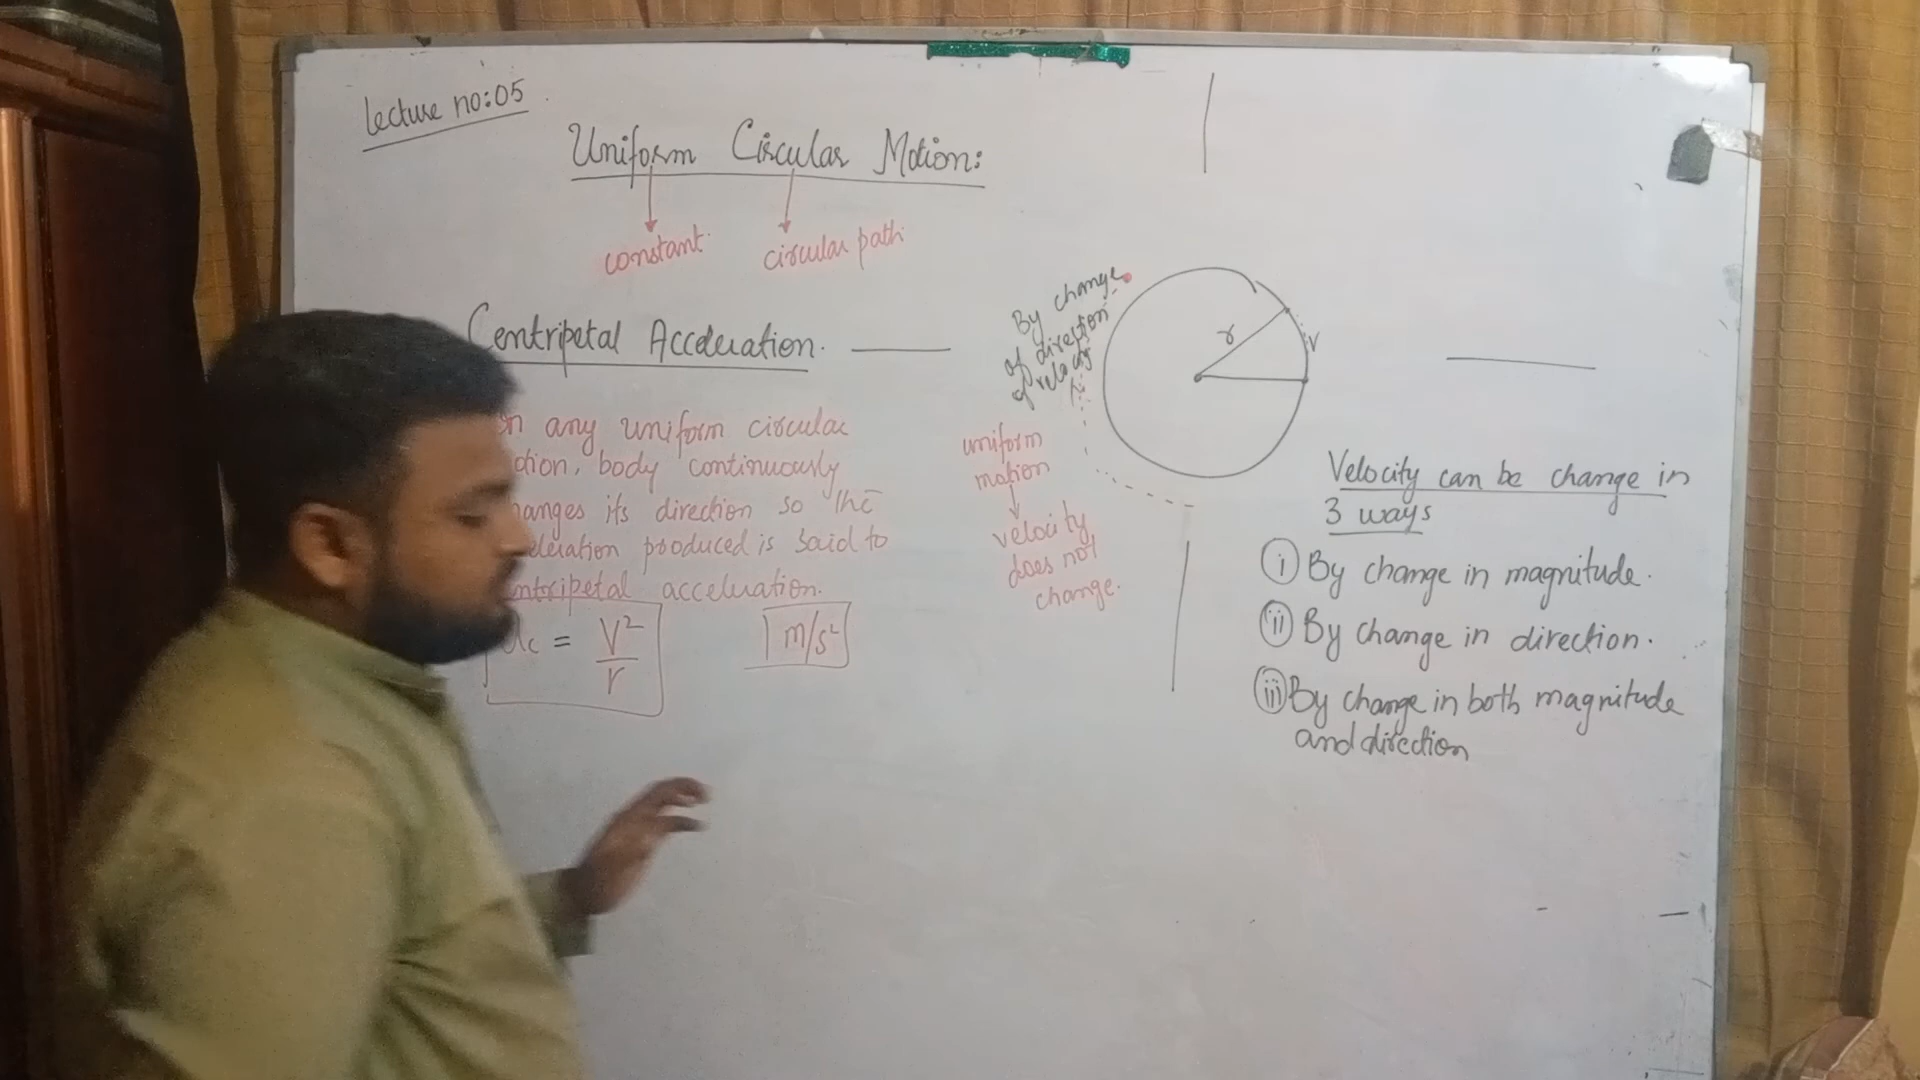 Lecture no:05
Uniform Circular Motion:
constant
circular path
Centripetal Acceleration.
any uniform circular
body continuously
its direction so the
produced is said to
acceleration.
= V²
r
m/s²
By change
of direction
of velocity
r
V
uniform
motion
velocity
does not
change.
Velocity can be change in
3 ways
(i) By change in magnitude.
(ii) By change in direction.
(iii) By change in both magnitude
and direction